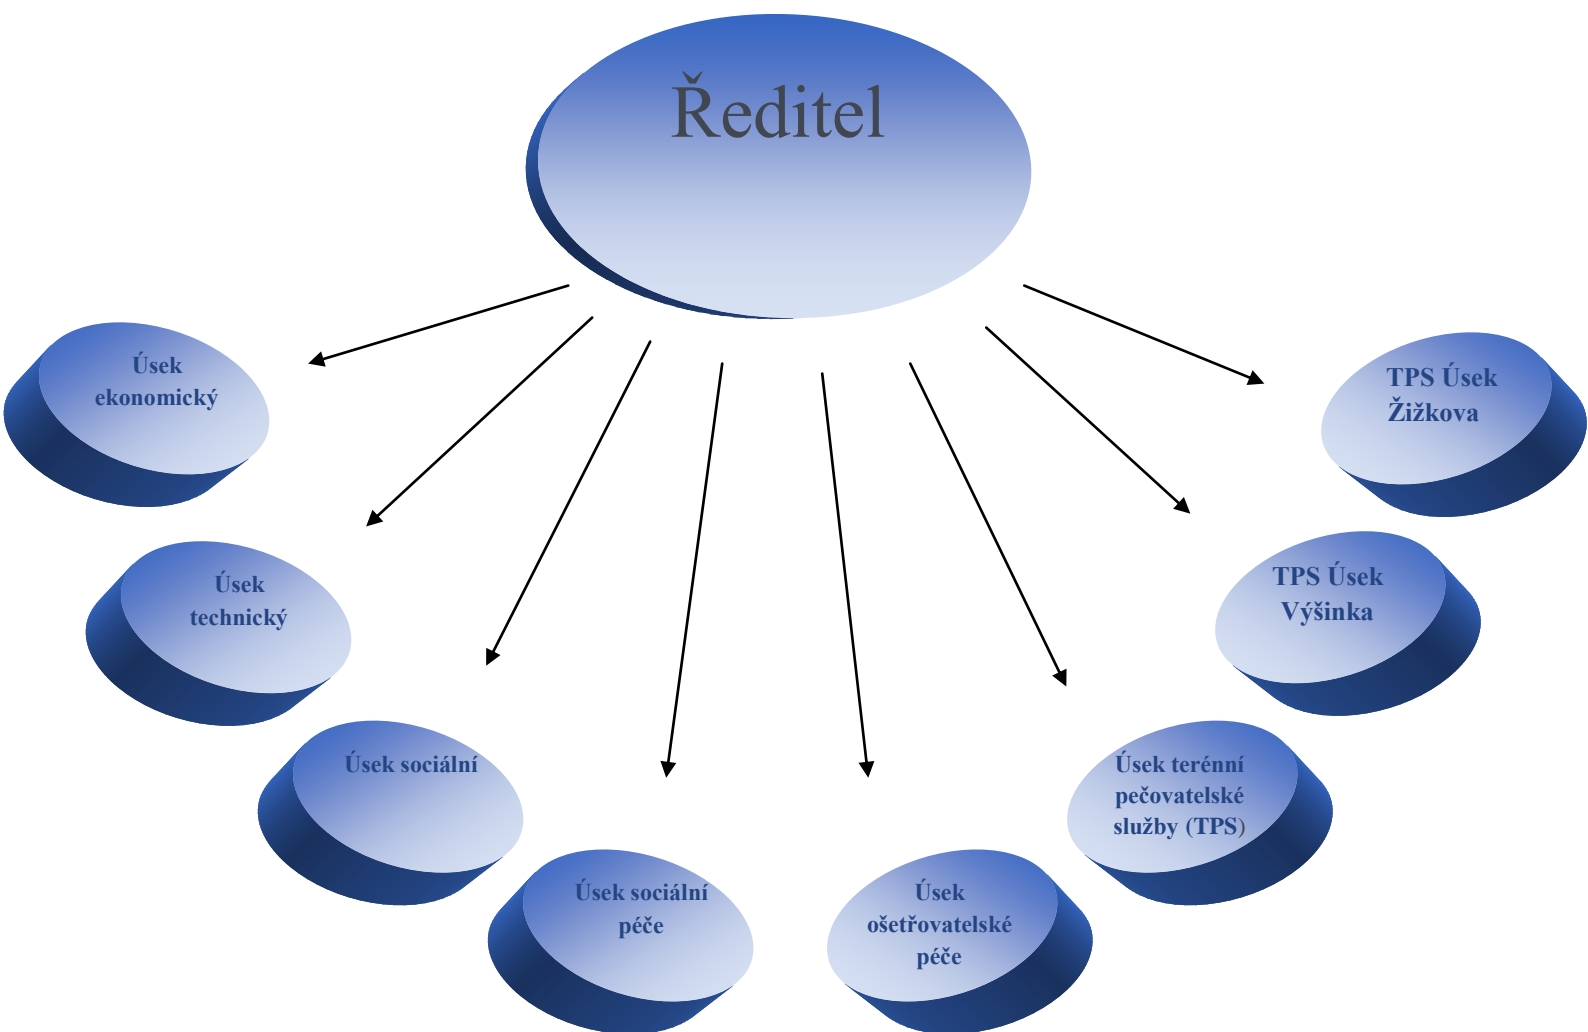 Ředitel
Úsek
ekonomický
TPS Úsek
Žižkova
Úsek
technický
TPS Úsek
Výšinka
Úsek sociální
Úsek terénní
pečovatelské
služby (TPS)
Úsek sociální
péče
Úsek
ošetřovatelské
péče